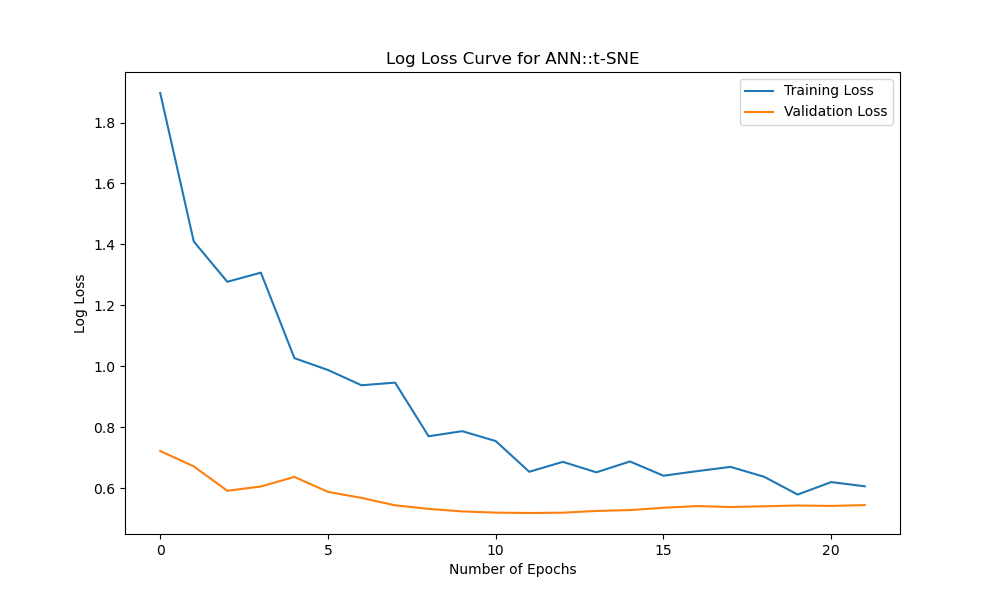 Log Loss Curve for ANN::t-SNE
Training Loss
Validation Loss
1.8
1.6
1.4
1.2
1.0
0.8
0.6
Log Loss
0 5 10 15 20
Number of Epochs